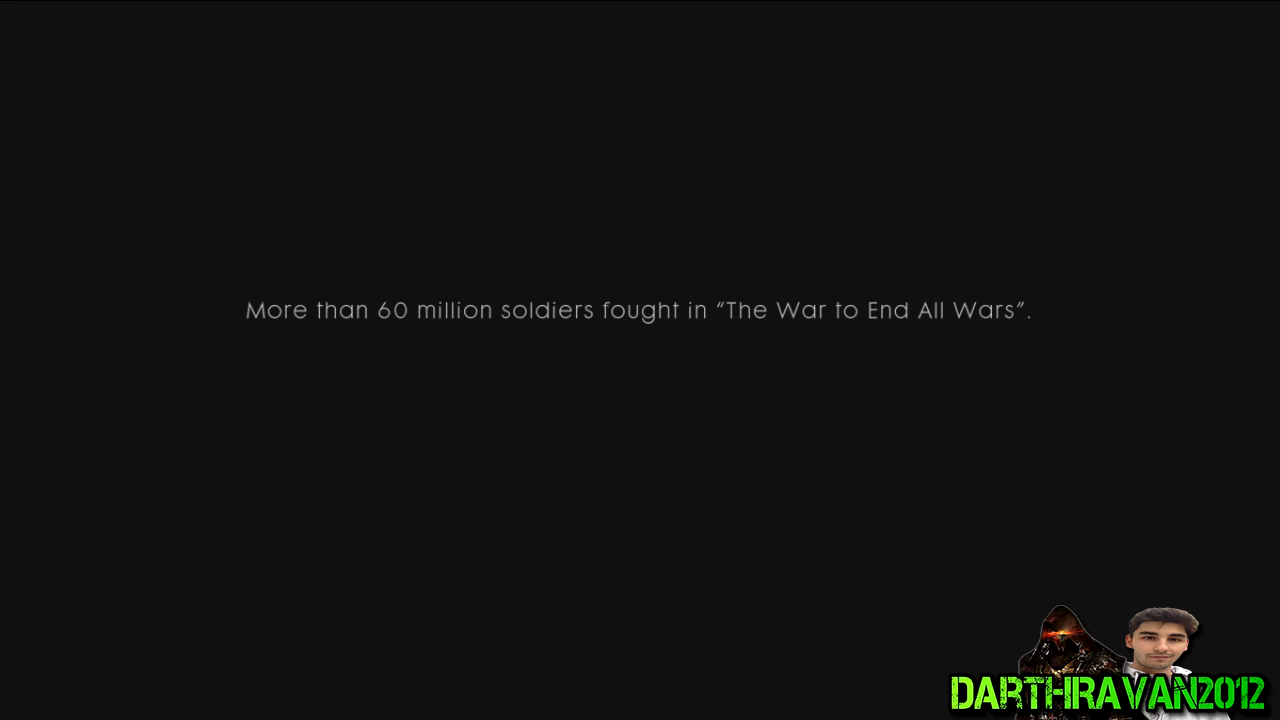 More than 60 million soldiers fought in “The War to End All Wars”.
DARTHRAVAN2012